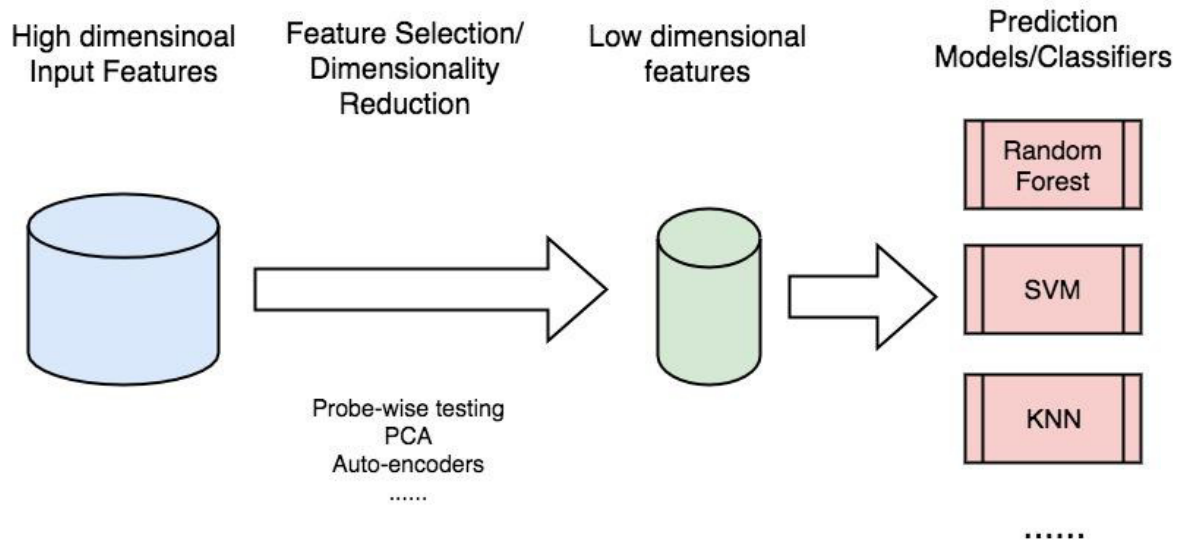 High dimensinoal
Input Features
Feature Selection/
Dimensionality
Reduction
Low dimensional
features
Prediction
Models/Classifiers
Random
Forest
SVM
KNN
......
Probe-wise testing
PCA
Auto-encoders
......